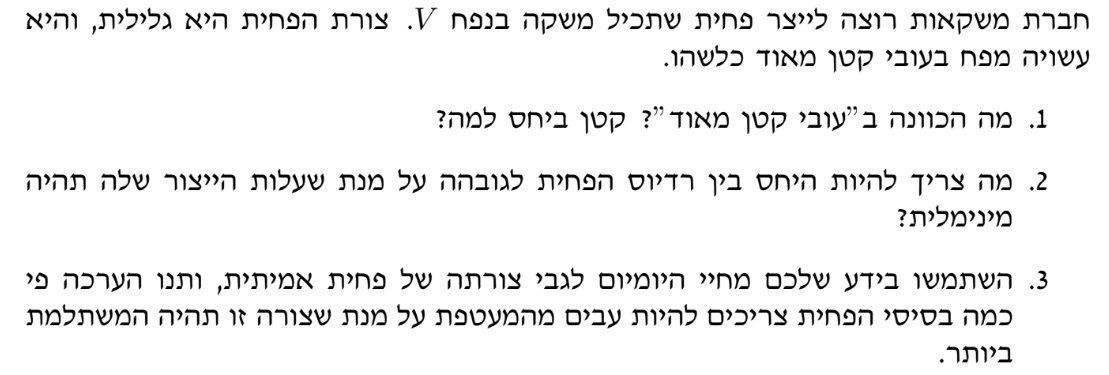 חברת משקאות רוצה לייצר פחית שתכיל משקה בנפח V. צורת הפחית היא גלילית, והיא
עשויה מפח בעובי קטן מאוד כלשהו.
1. מה הכוונה ב”עובי קטן מאוד”? קטן ביחס למה?
2. מה צריך להיות היחס בין רדיוס הפחית לגובהה על מנת שעלות הייצור שלה תהיה
מינימלית?
3. השתמשו בידע שלכם מחיי היומיום לגבי צורתה של פחית אמיתית, ותנו הערכה פי
כמה בסיסי הפחית צריכים להיות עבים מהמעטפת על מנת שצורה זו תהיה המשתלמת
ביותר.